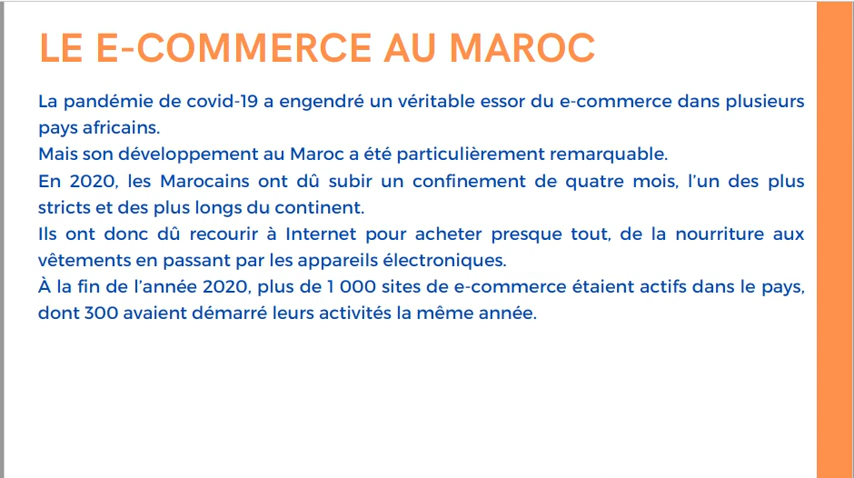 LE E-COMMERCE AU MAROC
La pandémie de covid-19 a engendré un véritable essor du e-commerce dans plusieurs
pays africains.
Mais son développement au Maroc a été particulièrement remarquable.
En 2020, les Marocains ont dû subir un confinement de quatre mois, l'un des plus
stricts et des plus longs du continent.
Ils ont donc dû recourir à Internet pour acheter presque tout, de la nourriture aux
vêtements en passant par les appareils électroniques.
À la fin de l'année 2020, plus de 1 000 sites de e-commerce étaient actifs dans le pays,
dont 300 avaient démarré leurs activités la même année.